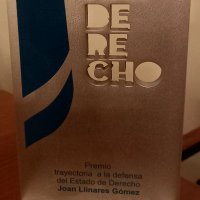 DE
RE
CHO
Premio
trayectoria a la defensa
del Estado de Derecho
Joan Llinares Gómez